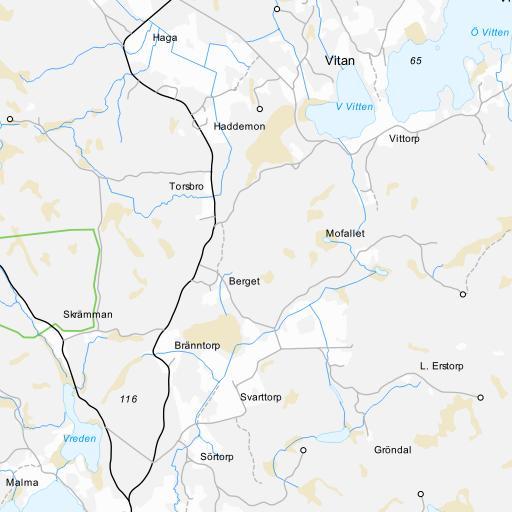 Haga
Vitan
65
Ö Vitten
V Vitten
Haddemon
Vittorp
Torsbro
Mofallet
Berget
Skrämman
Bränntorp
L. Erstorp
116
Svarttorp
Vreden
Sörtorp
Gröndal
Malma